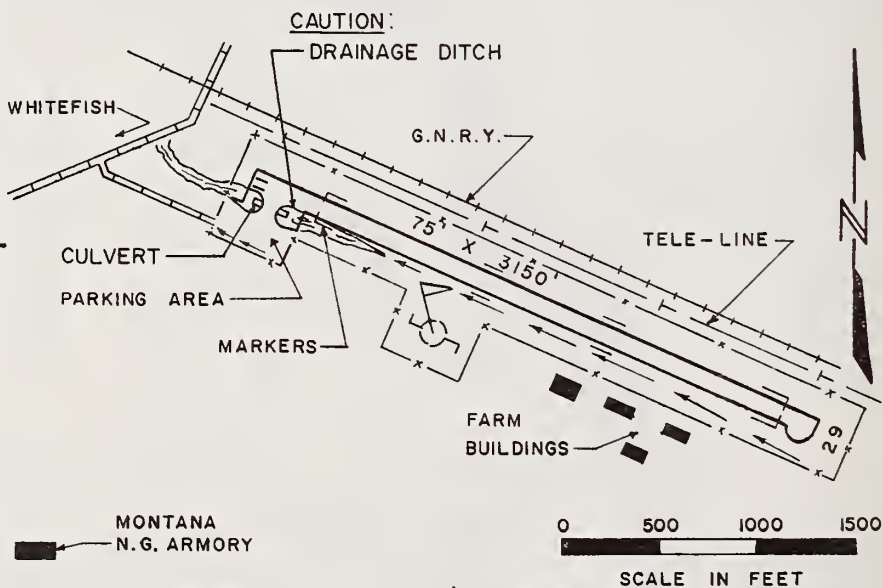 CAUTION:
DRAINAGE DITCH
WHITEFISH
G.N.R.Y.
75' X 3150'
TELE-LINE
CULVERT
PARKING AREA
MARKERS
N
FARM
BUILDINGS
29
MONTANA
N.G. ARMORY
0 500 1000 1500
SCALE IN FEET